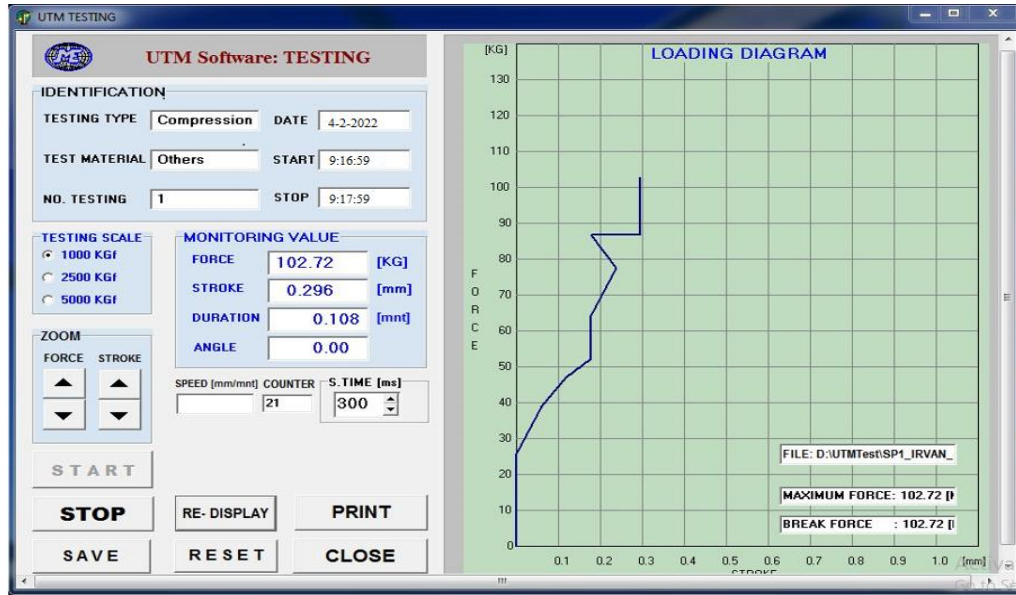 UTM TESTING
UTM Software: TESTING
IDENTIFICATION
TESTING TYPE Compression DATE 4-2-2022
TEST MATERIAL Others START 9:16:59
NO. TESTING 1 STOP 9:17:59
TESTING SCALE
1000 KGf
2500 KGf
5000 KGf
MONITORING VALUE
FORCE 102.72 [KG]
STROKE 0.296 [mm]
DURATION 0.108 [mnt]
ANGLE 0.00
ZOOM
FORCE STROKE
SPEED [mm/mnt] COUNTER S.TIME [ms]
21 300
START
STOP RE- DISPLAY PRINT
SAVE RESET CLOSE
[KG] LOADING DIAGRAM
130
120
110
100
90
80
70
60
50
40
30
20
10
0
FORCE
FILE: D:\UTMTest\SP1_IRVAN_
MAXIMUM FORCE: 102.72
BREAK FORCE : 102.72
0.1 0.2 0.3 0.4 0.5 0.6 0.7 0.8 0.9 1.0 [mm]
STROKE